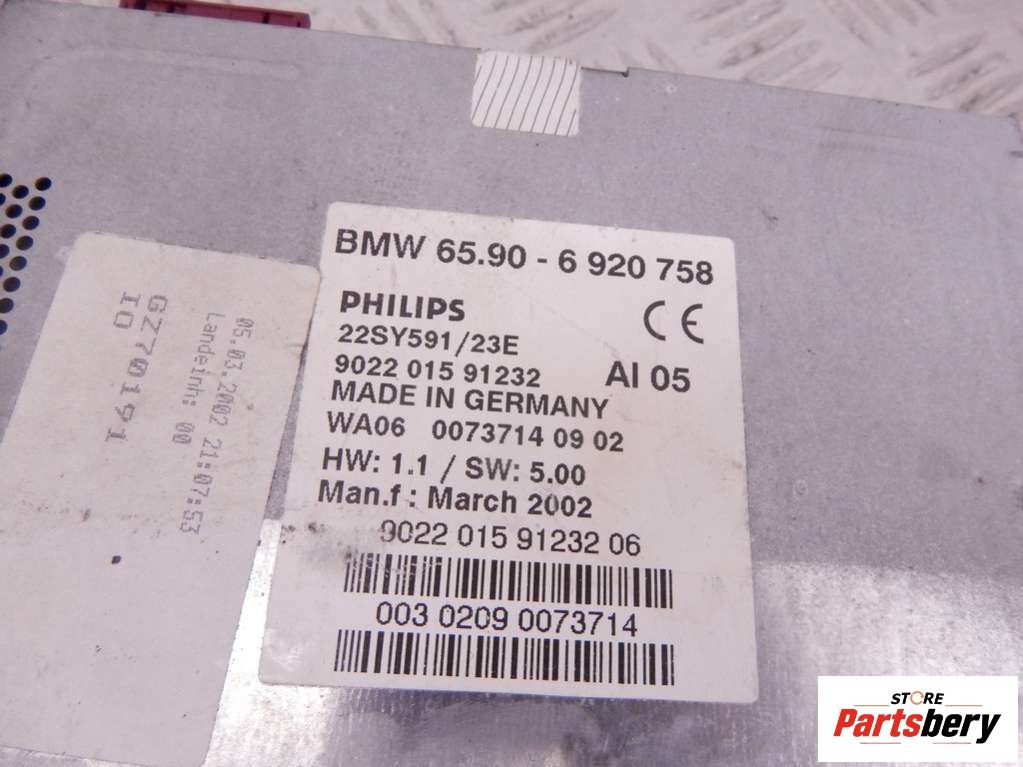 BMW 65.90 - 6 920 758
PHILIPS
CE
22SY591/23E
9022 015 91232
AI 05
MADE IN GERMANY
WA06 0073714 09 02
HW: 1.1 / SW: 5.00
Man.f : March 2002
9022 015 91232 06
003 0209 0073714
05.03.2002 21:07:53
Landeinh: 00
GZ70191
IO
STORE
Partsbery